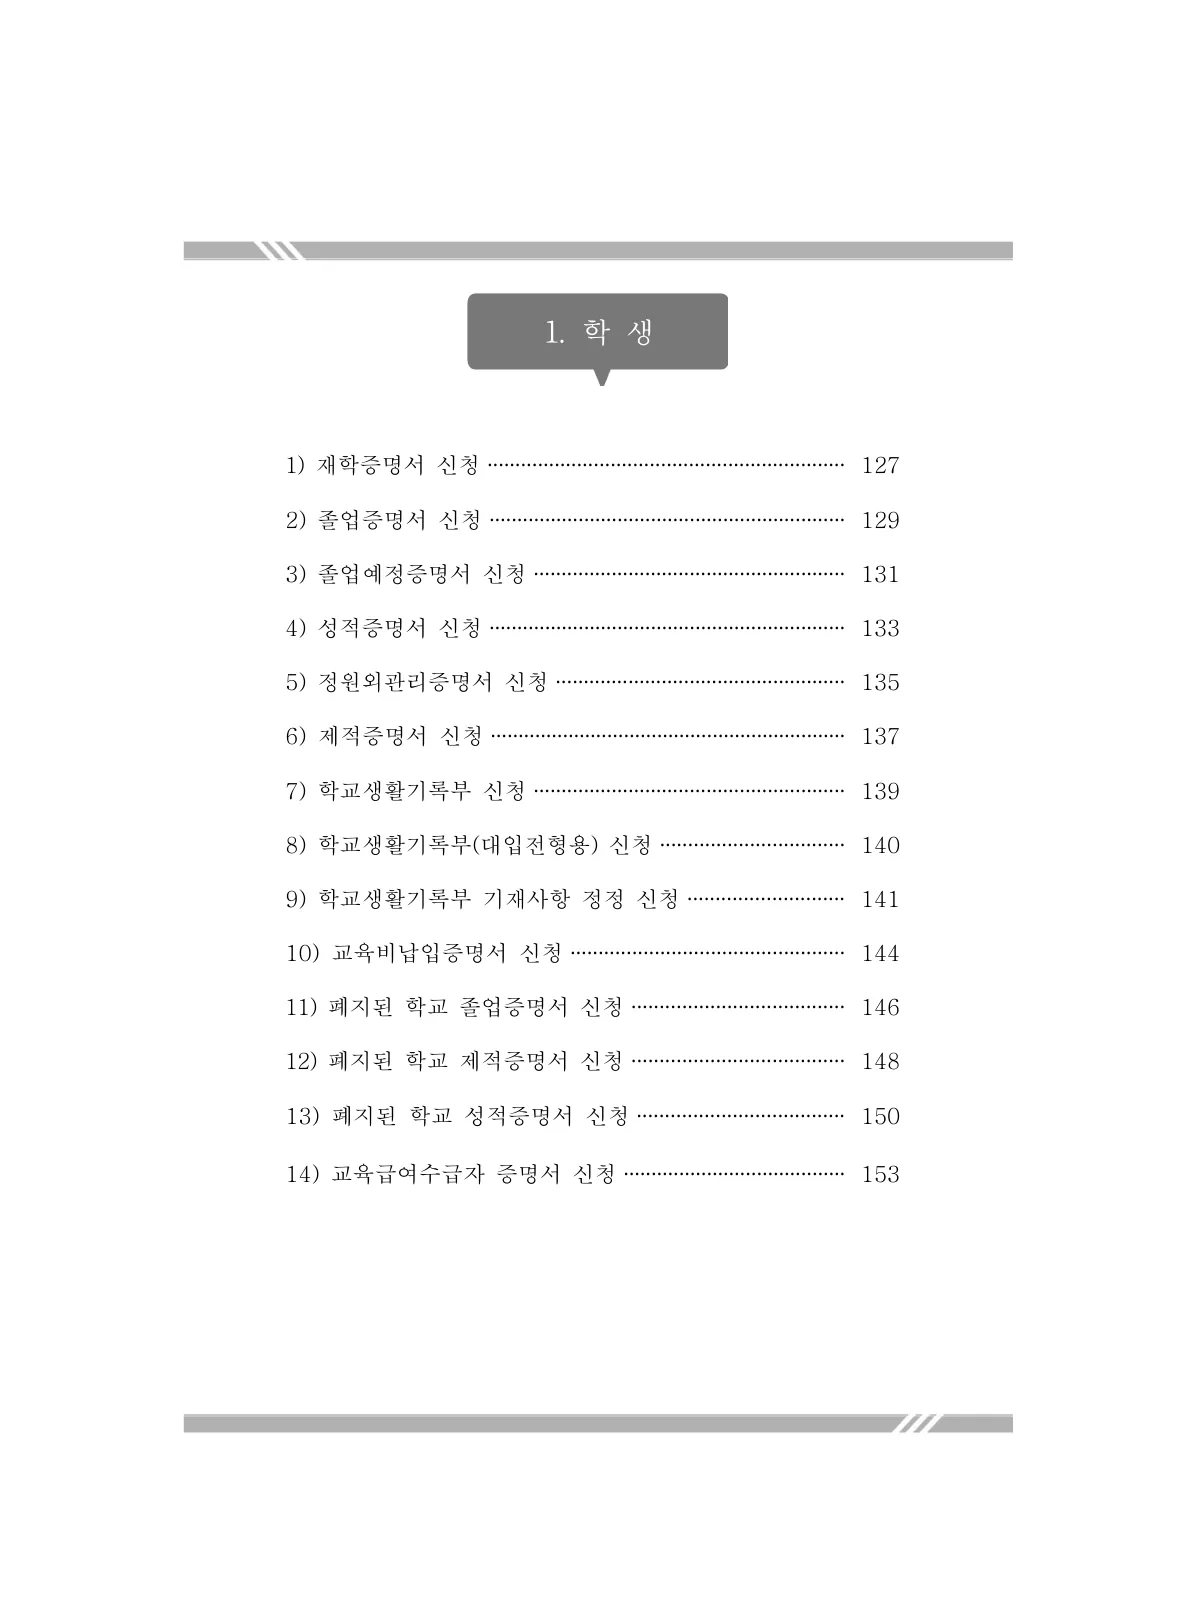 1. 학 생
1) 재학증명서 신청 ································································ 127
2) 졸업증명서 신청 ································································ 129
3) 졸업예정증명서 신청 ························································ 131
4) 성적증명서 신청 ································································ 133
5) 정원외관리증명서 신청 ···················································· 135
6) 제적증명서 신청 ································································ 137
7) 학교생활기록부 신청 ························································ 139
8) 학교생활기록부(대입전형용) 신청 ································· 140
9) 학교생활기록부 기재사항 정정 신청 ···························· 141
10) 교육비납입증명서 신청 ················································· 144
11) 폐지된 학교 졸업증명서 신청 ······································ 146
12) 폐지된 학교 제적증명서 신청 ······································ 148
13) 폐지된 학교 성적증명서 신청 ····································· 150
14) 교육급여수급자 증명서 신청 ········································ 153